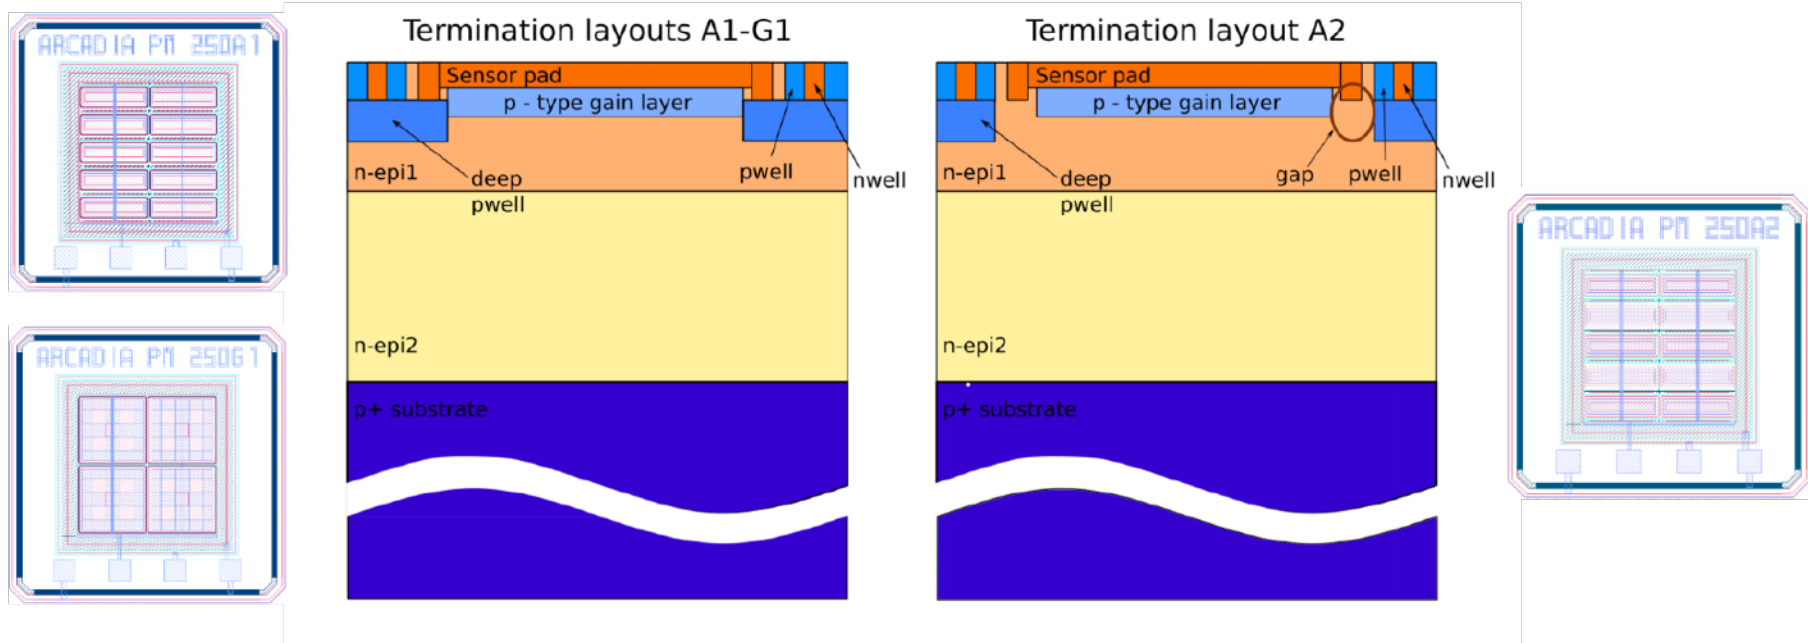 ARCADIA PM 250A1
ARCADIA PM 250G1
Termination layouts A1-G1
Sensor pad
p - type gain layer
n-epi1
deep
pwell
pwell
nwell
n-epi2
p+ substrate
Termination layout A2
Sensor pad
p - type gain layer
n-epi1
deep
pwell
gap
pwell
nwell
n-epi2
p+ substrate
ARCADIA PM 250A2